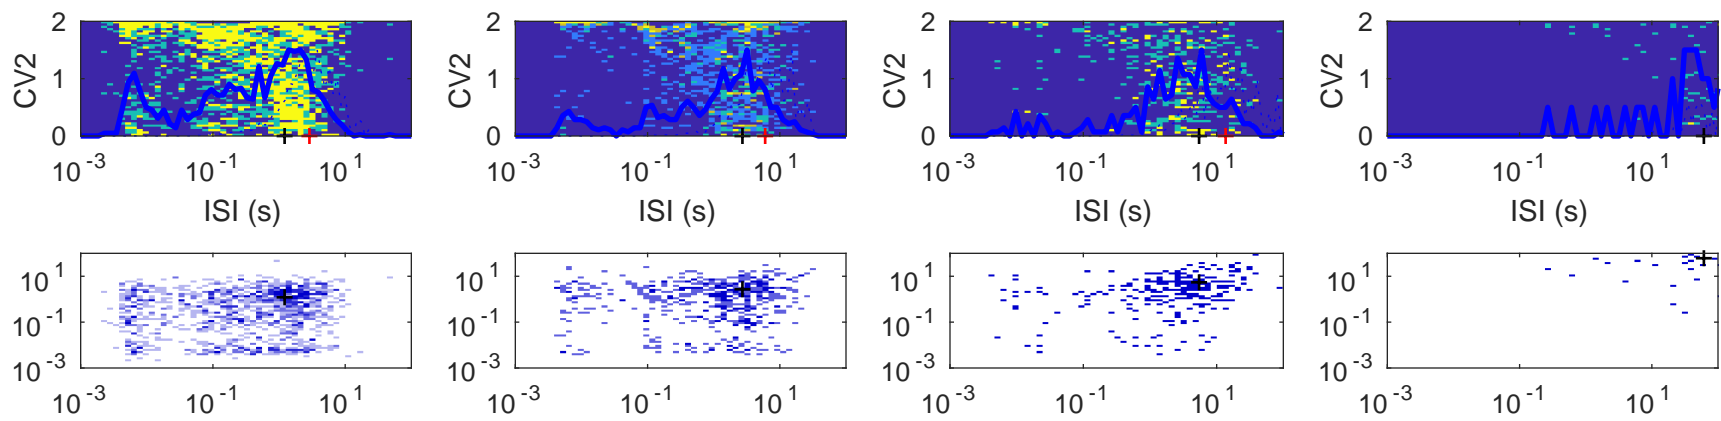 2 2 2 2
CV2 CV2 CV2 CV2
1 1 1 1
0 0 0 0
10^-3 10^-1 10^1 10^-3 10^-1 10^1 10^-3 10^-1 10^1 10^-3 10^-1 10^1
ISI (s) ISI (s) ISI (s) ISI (s)
10^1 10^1 10^1 10^1
10^-1 10^-1 10^-1 10^-1
10^-3 10^-3 10^-3 10^-3
10^-3 10^-1 10^1 10^-3 10^-1 10^1 10^-3 10^-1 10^1 10^-3 10^-1 10^1